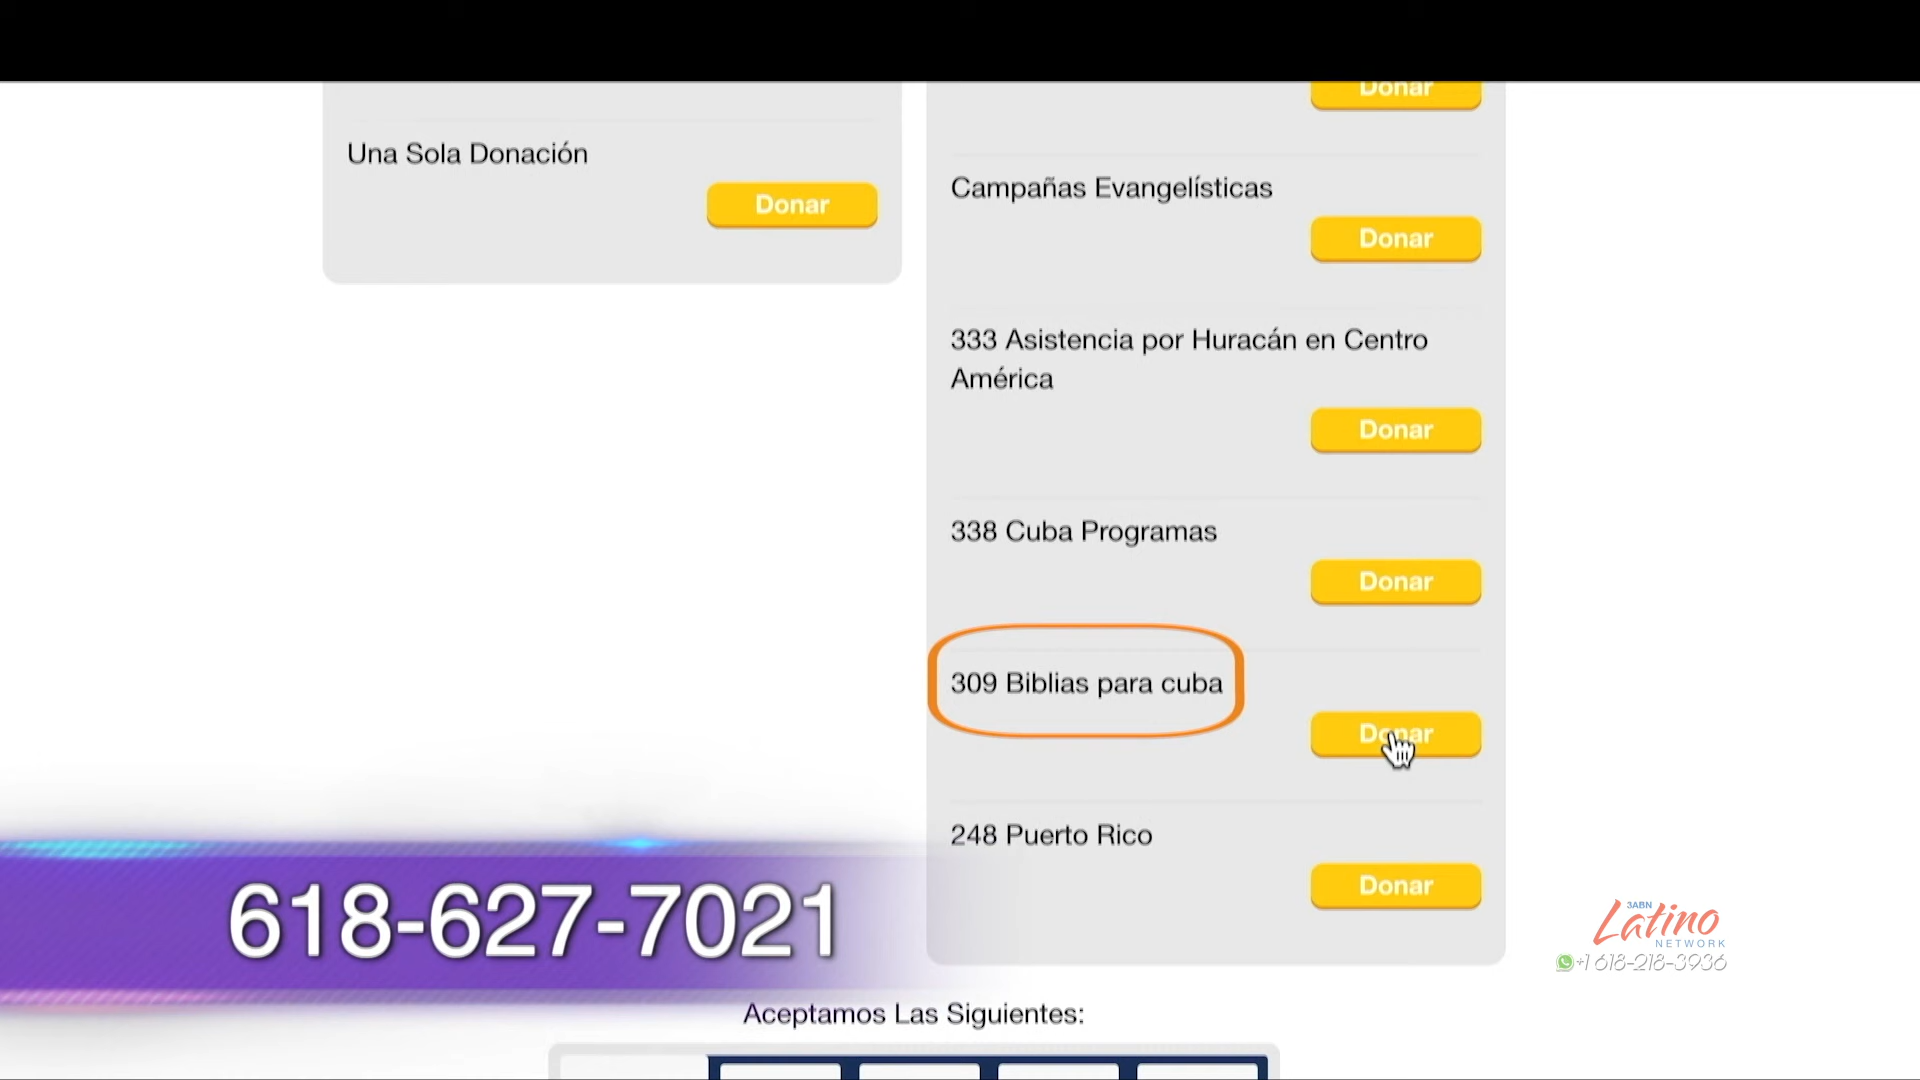 Donar
Una Sola Donación
Donar
Campañas Evangelísticas
Donar
333 Asistencia por Huracán en Centro
América
Donar
338 Cuba Programas
Donar
309 Biblias para cuba
Donar
248 Puerto Rico
Donar
618-627-7021
3ABN
Latino
NETWORK
+1 618-218-3936
Aceptamos Las Siguientes: